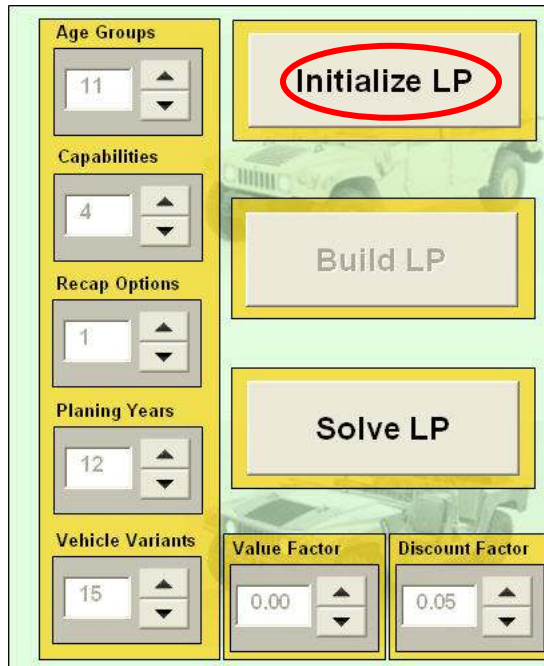 Age Groups
11
Capabilities
4
Recap Options
1
Planing Years
12
Vehicle Variants
15
Initialize LP
Build LP
Solve LP
Value Factor
0.00
Discount Factor
0.05